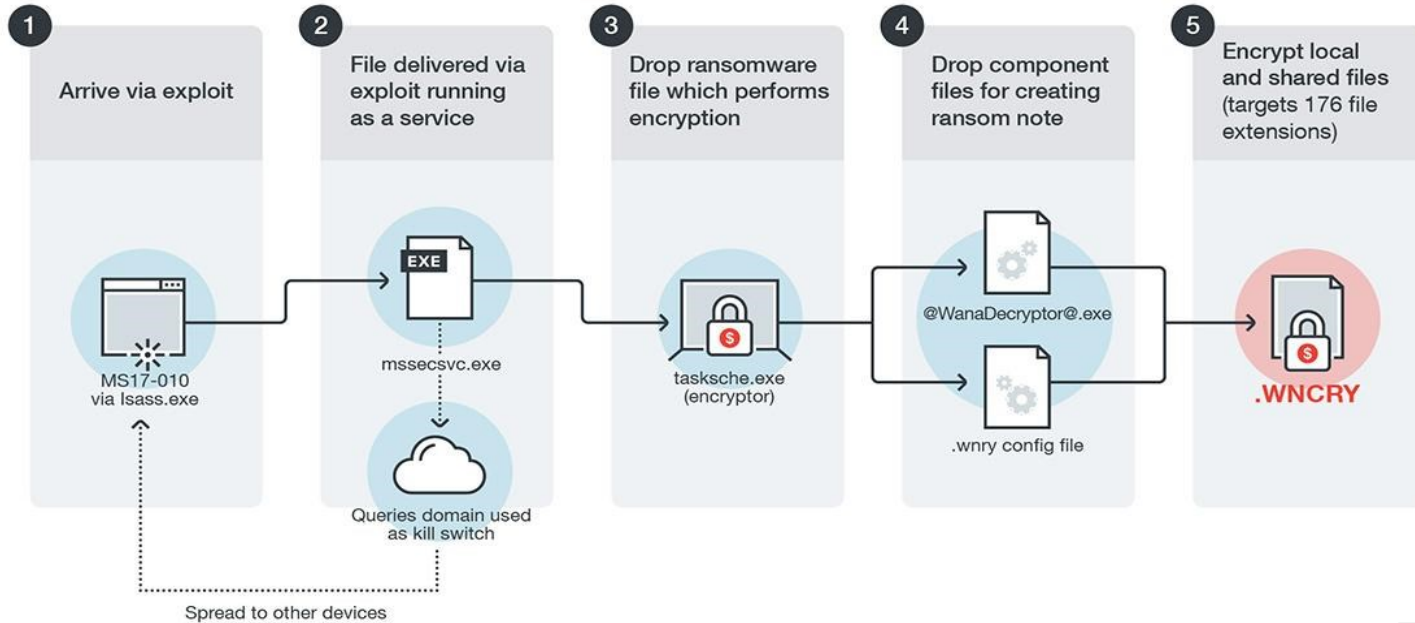 1
Arrive via exploit
MS17-010
via lsass.exe
2
File delivered via
exploit running
as a service
EXE
mssecsvc.exe
Queries domain used
as kill switch
Spread to other devices
3
Drop ransomware
file which performs
encryption
$
tasksche.exe
(encryptor)
4
Drop component
files for creating
ransom note
@WanaDecryptor@.exe
.wnry config file
5
Encrypt local
and shared files
(targets 176 file
extensions)
$
.WNCRY